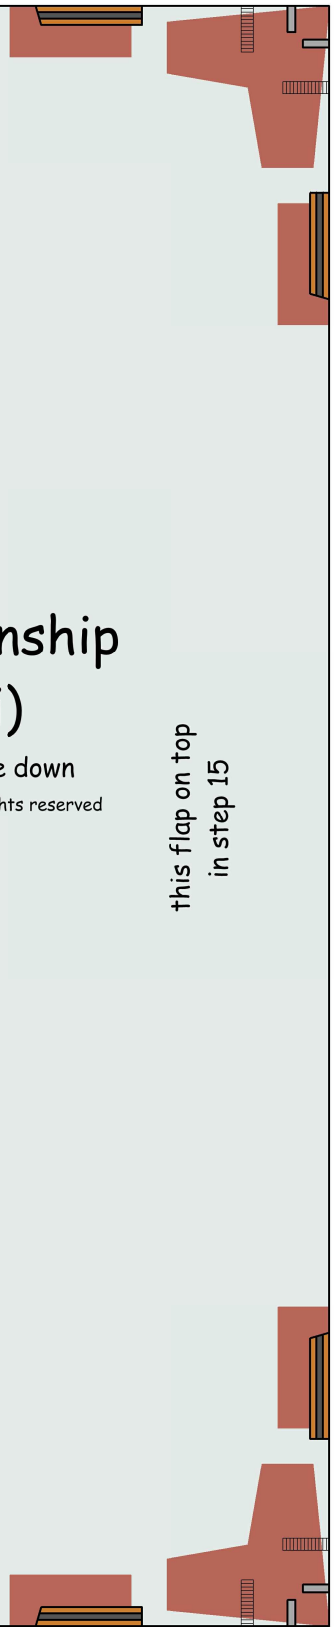 nship
)
e down
hts reserved
this flap on top
in step 15